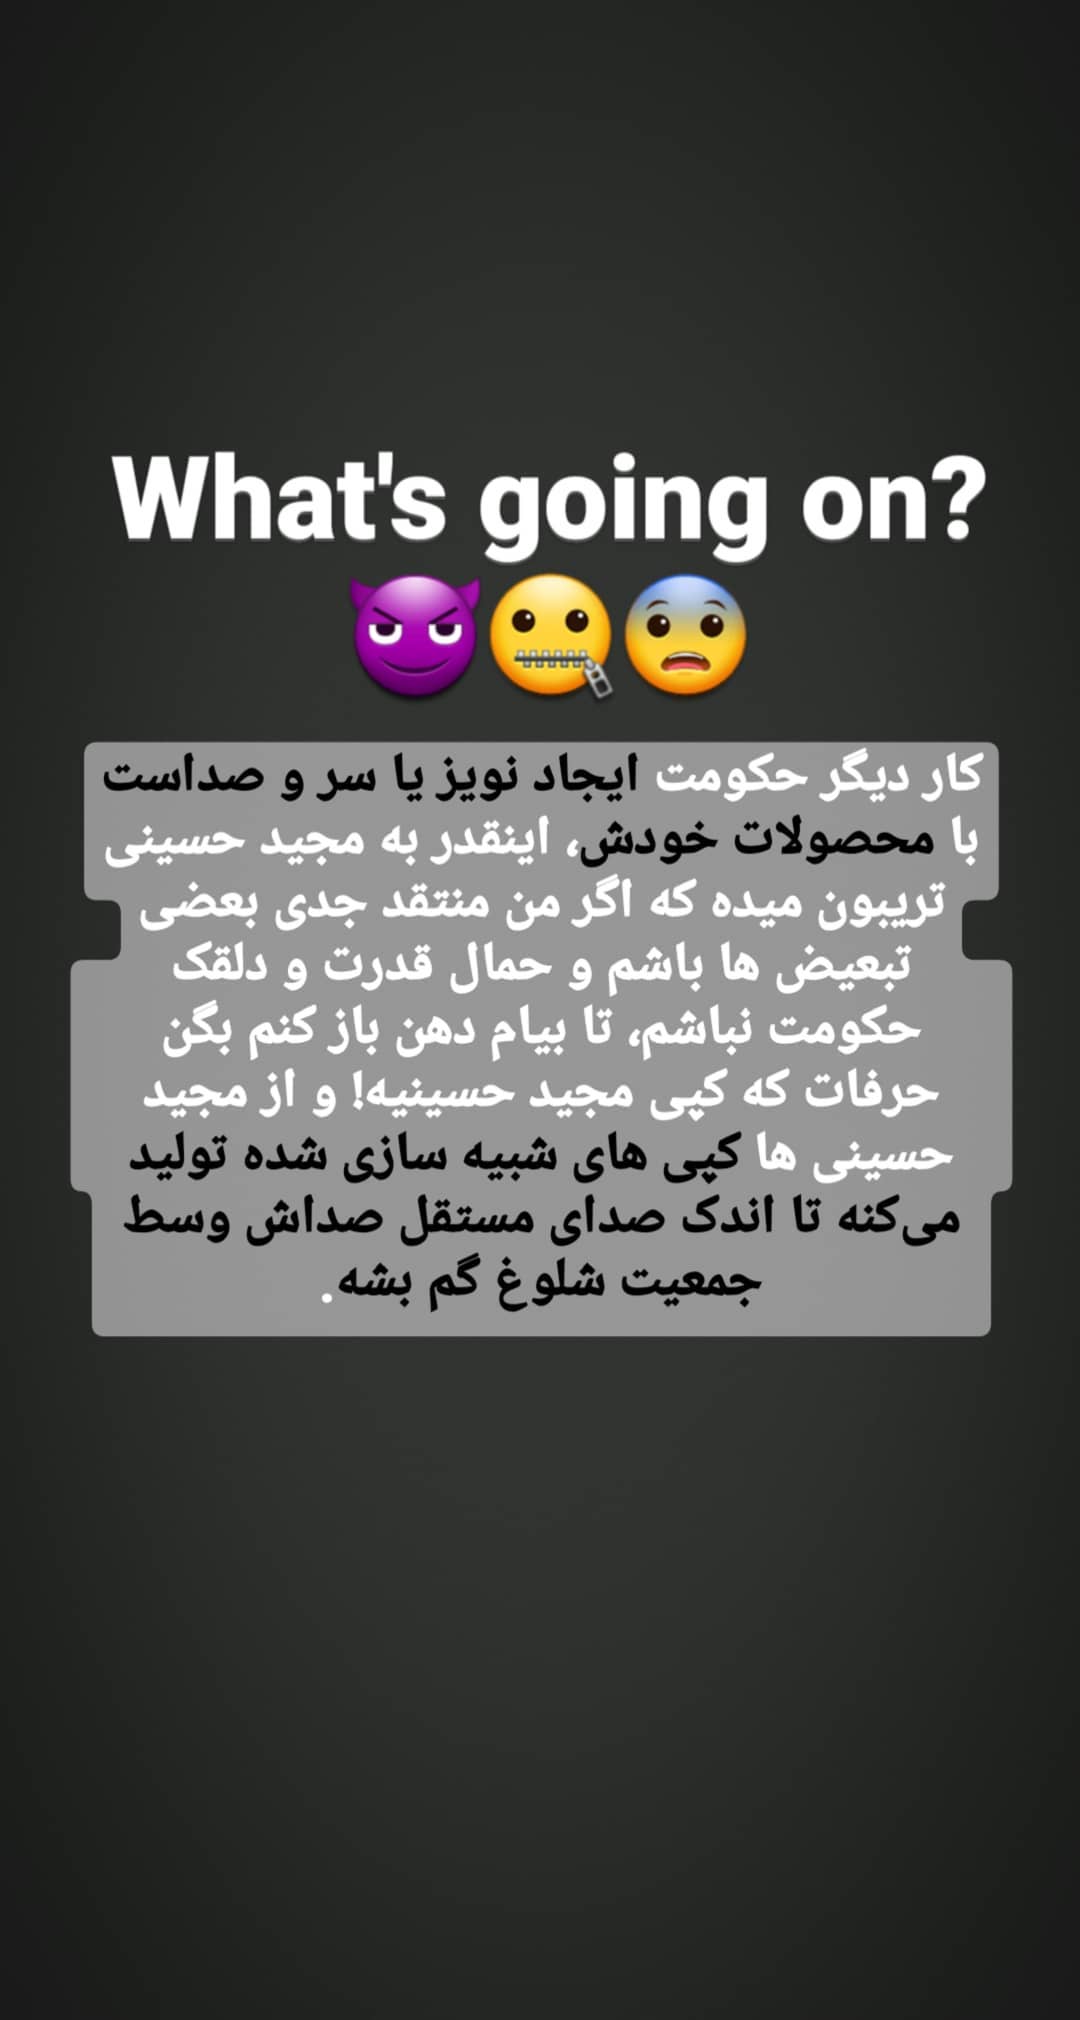 What's going on?
😈🤐😨
کار دیگر حکومت ایجاد نویز یا سر و صداست
با محصولات خودش، اینقدر به مجید حسینی
تریبون میده که اگر من منتقد جدی بعضی
تبعیض ها باشم و حمال قدرت و دلقک
حکومت نباشم، تا بیام دهن باز کنم بگن
حرفات که کپی مجید حسینیه! و از مجید
حسینی ها کپی های شبیه سازی شده تولید
می‌کنه تا اندک صدای مستقل صداش وسط
جمعیت شلوغ گم بشه.